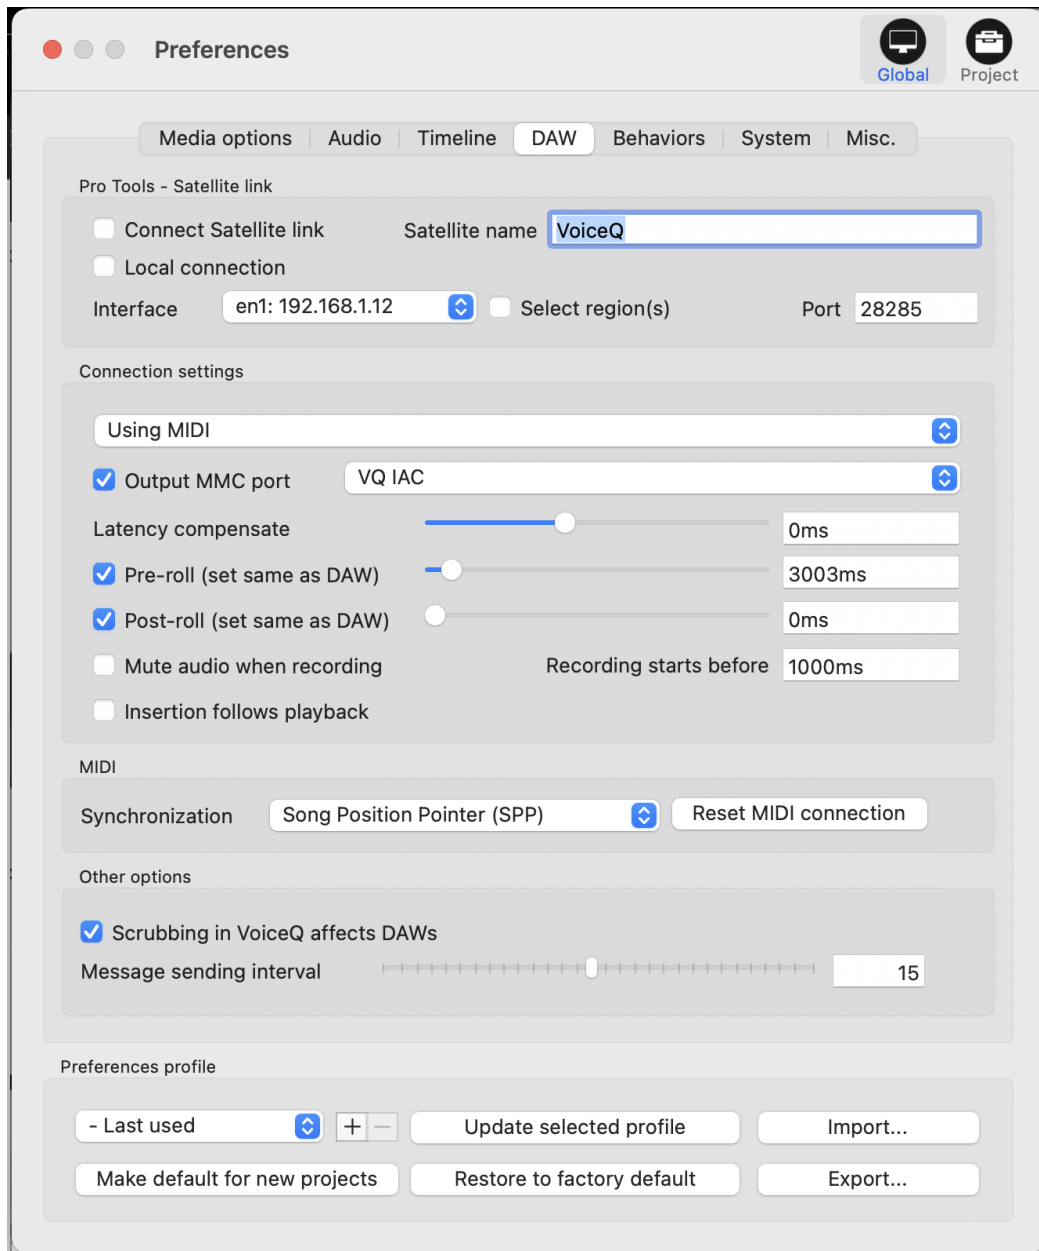 Preferences
Global
Project
Media options
Audio
Timeline
DAW
Behaviors
System
Misc.
Pro Tools - Satellite link
Connect Satellite link
Satellite name
VoiceQ
Local connection
Interface
en1: 192.168.1.12
Select region(s)
Port
28285
Connection settings
Using MIDI
Output MMC port
VQ IAC
Latency compensate
0ms
Pre-roll (set same as DAW)
3003ms
Post-roll (set same as DAW)
0ms
Mute audio when recording
Recording starts before
1000ms
Insertion follows playback
MIDI
Synchronization
Song Position Pointer (SPP)
Reset MIDI connection
Other options
Scrubbing in VoiceQ affects DAWs
Message sending interval
15
Preferences profile
- Last used
+
−
Update selected profile
Import...
Make default for new projects
Restore to factory default
Export...